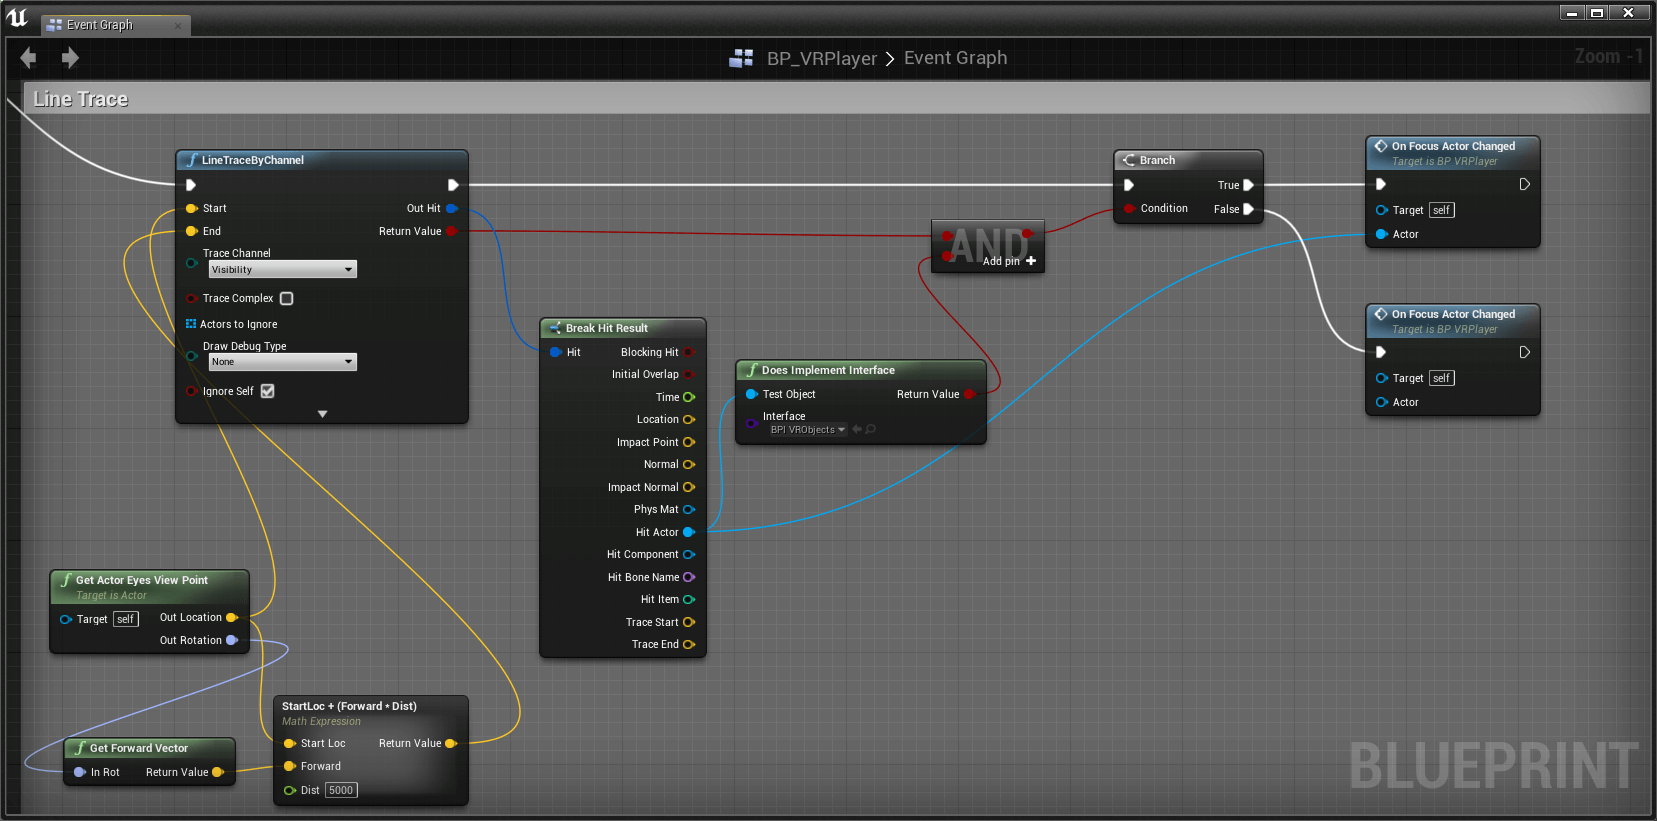 Event Graph
BP_VRPlayer > Event Graph
Zoom -1
Line Trace
LineTraceByChannel
Start
Out Hit
End
Return Value
Trace Channel
Visibility
Trace Complex
Actors to Ignore
Draw Debug Type
None
Ignore Self
Branch
True
Condition
False
AND
Add pin
On Focus Actor Changed
Target is BP VRPlayer
Target self
Actor
On Focus Actor Changed
Target is BP VRPlayer
Target self
Actor
Break Hit Result
Hit
Blocking Hit
Initial Overlap
Time
Location
Impact Point
Normal
Impact Normal
Phys Mat
Hit Actor
Hit Component
Hit Bone Name
Hit Item
Trace Start
Trace End
Does Implement Interface
Test Object
Return Value
Interface
BPI VRObjects
Get Actor Eyes View Point
Target is Actor
Target self
Out Location
Out Rotation
Get Forward Vector
In Rot
Return Value
StartLoc + (Forward * Dist)
Math Expression
Start Loc
Return Value
Forward
Dist 5000
BLUEPRINT